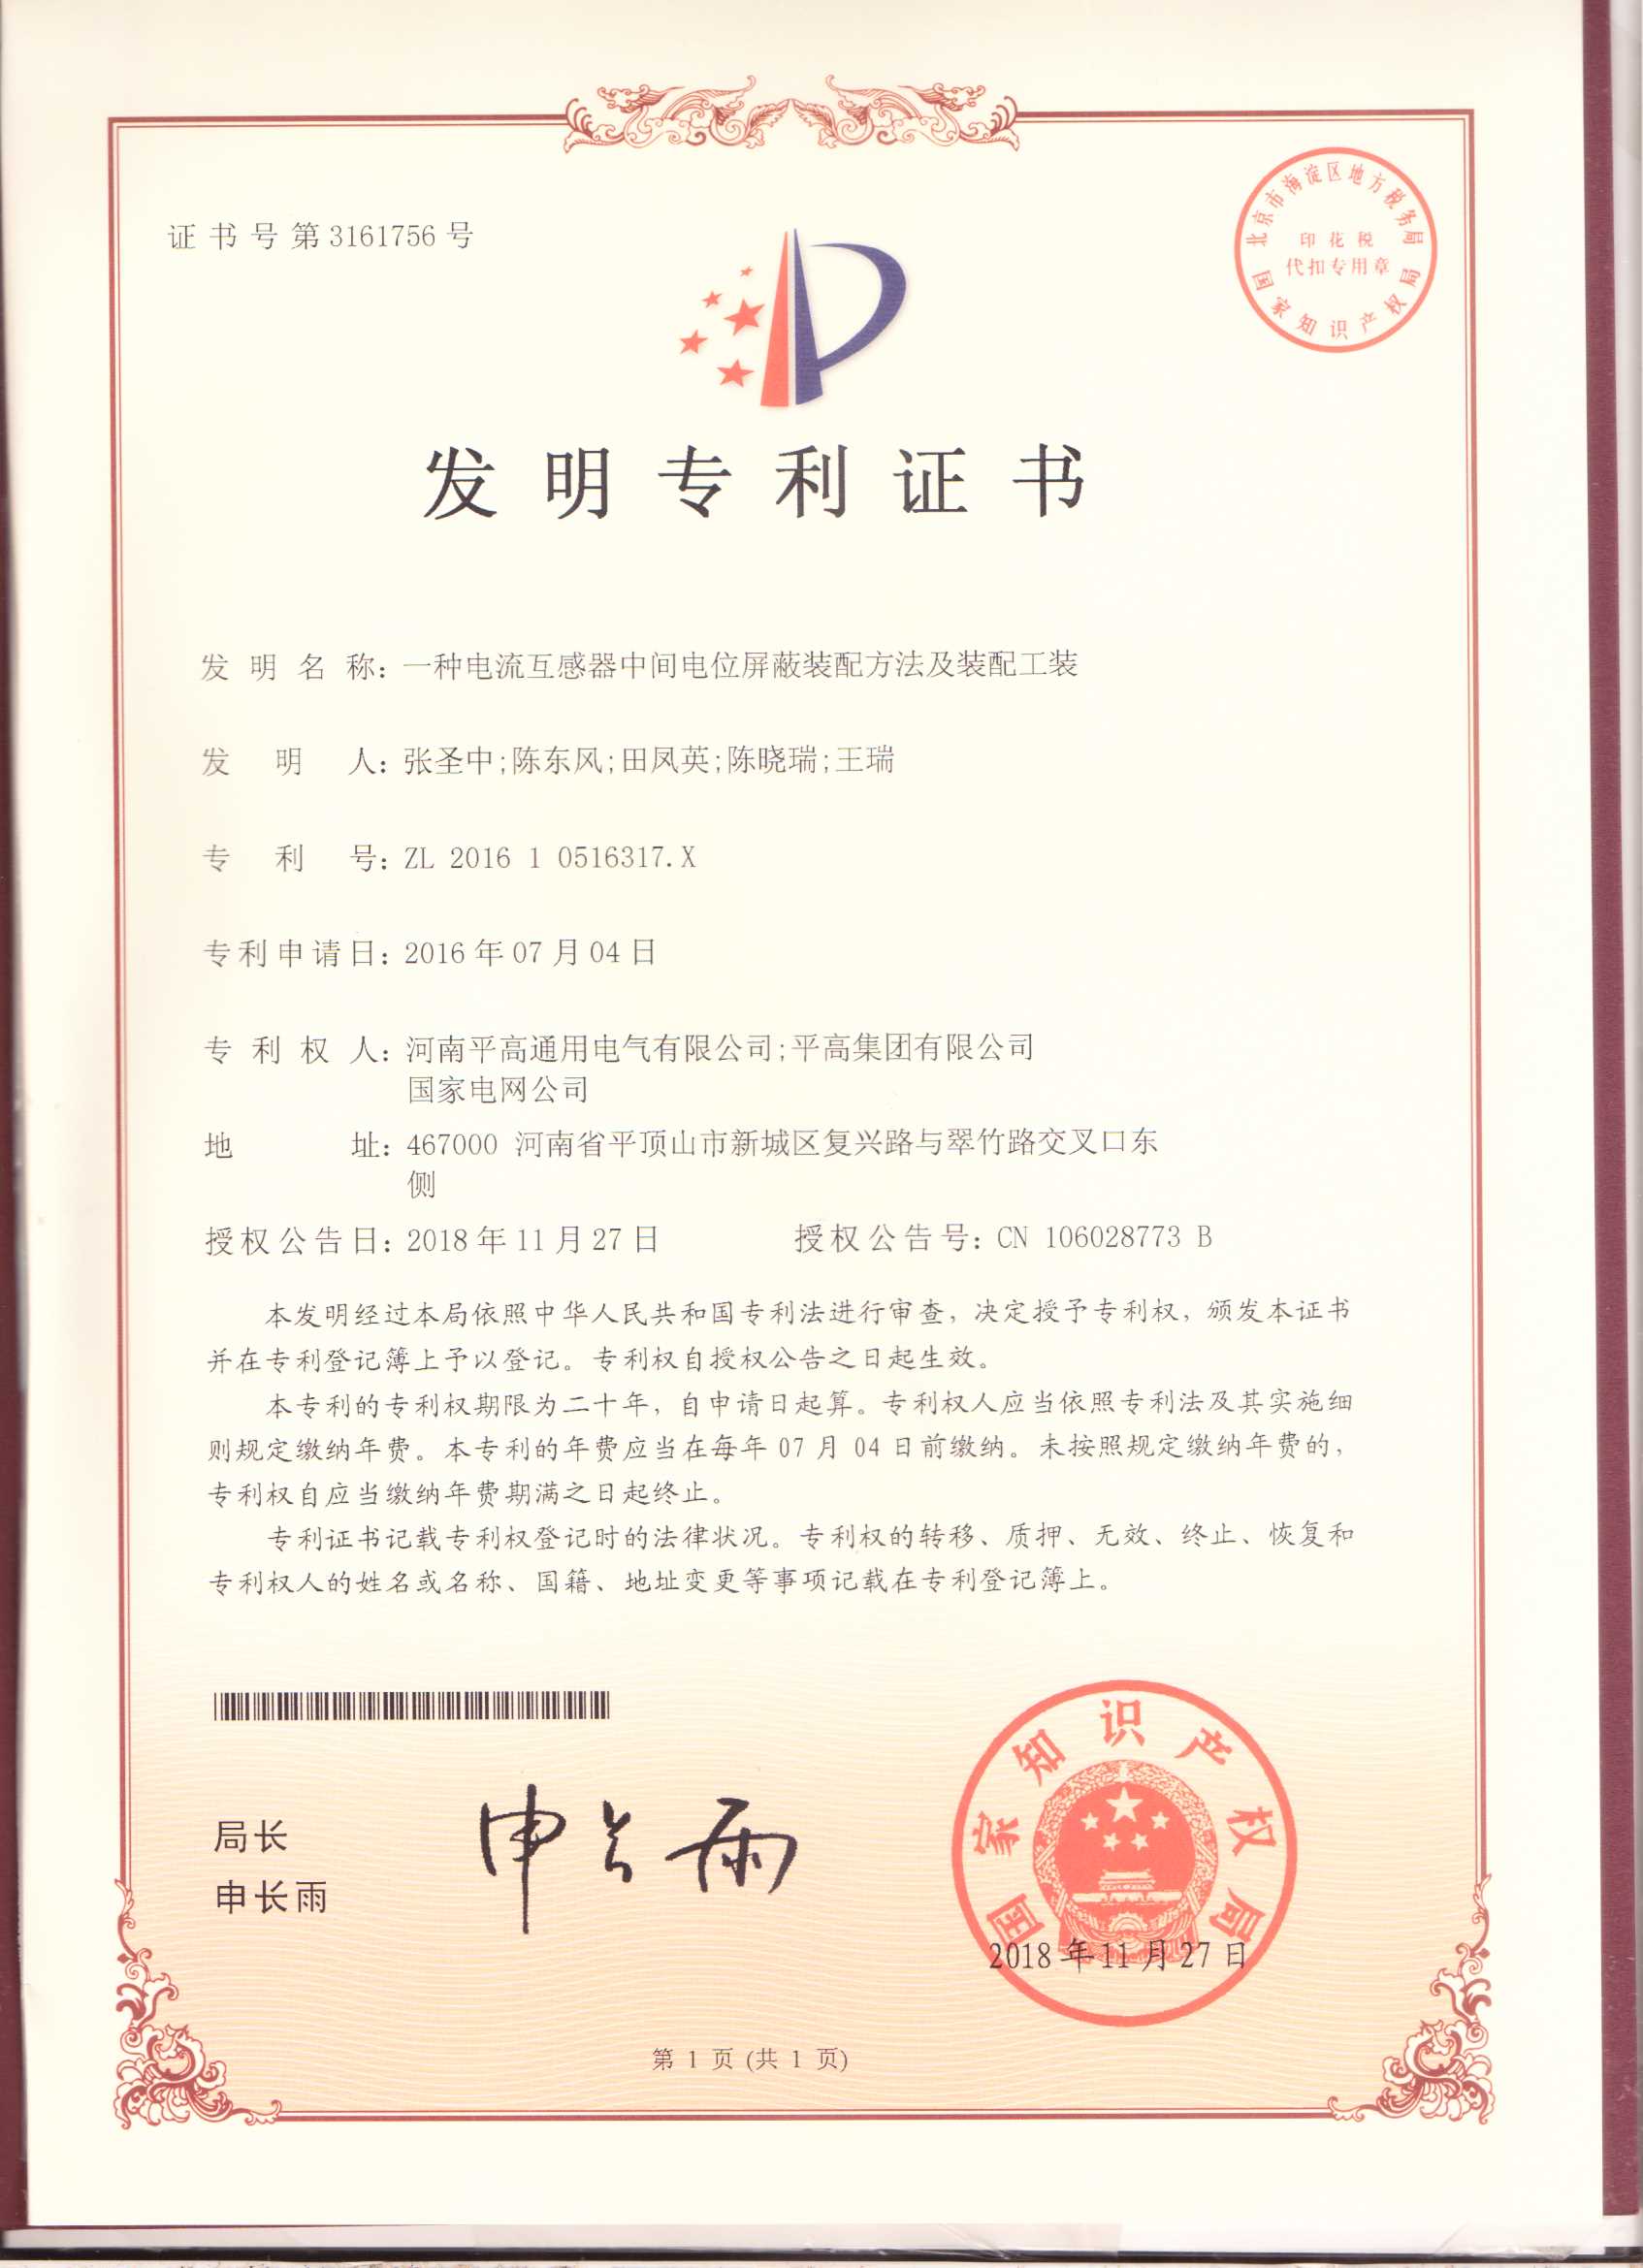 证书号第3161756号
北京市海淀区地方税务局
印花税
代扣专用章
国家知识产权局
发明专利证书
发明名称：一种电流互感器中间电位屏蔽装配方法及装配工装
发明人：张圣中;陈东风;田凤英;陈晓瑞;王瑞
专利号：ZL 2016 1 0516317.X
专利申请日：2016年07月04日
专利权人：河南平高通用电气有限公司;平高集团有限公司
国家电网公司
地址：467000 河南省平顶山市新城区复兴路与翠竹路交叉口东
侧
授权公告日：2018年11月27日 授权公告号：CN 106028773 B
本发明经过本局依照中华人民共和国专利法进行审查，决定授予专利权，颁发本证书
并在专利登记簿上予以登记。专利权自授权公告之日起生效。
本专利的专利权期限为二十年，自申请日起算。专利权人应当依照专利法及其实施细
则规定缴纳年费。本专利的年费应当在每年07月04日前缴纳。未按照规定缴纳年费的，
专利权自应当缴纳年费期满之日起终止。
专利证书记载专利权登记时的法律状况。专利权的转移、质押、无效、终止、恢复和
专利权人的姓名或名称、国籍、地址变更等事项记载在专利登记簿上。
局长
申长雨
申长雨
国家知识产权局
2018年11月27日
第 1 页 (共 1 页)